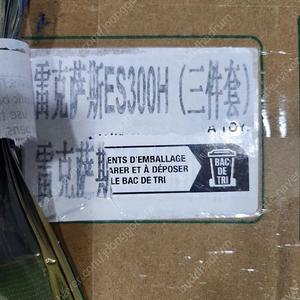 雷克萨斯ES300H（三件套）
A TOY
雷克萨斯
ENTS D'EMBALLAGE
ARER ET À DÉPOSER
LE BAC DE TRI
BAC
DE
TRI